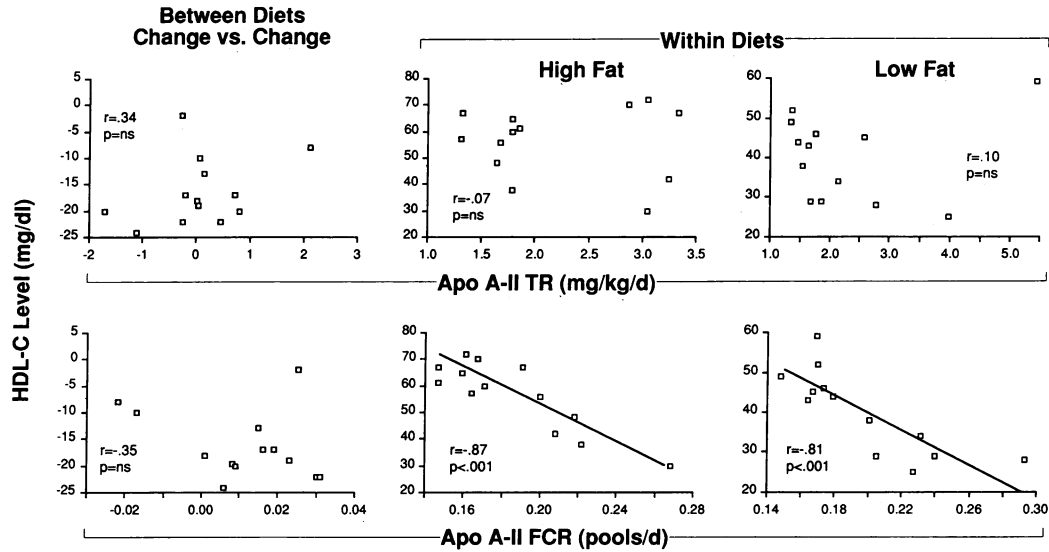 Between Diets
Change vs. Change
Within Diets
High Fat
Low Fat
HDL-C Level (mg/dl)
5
0
-5
-10
-15
-20
-25
r=.34
p=ns
-2 -1 0 1 2 3
80
70
60
50
40
30
20
r=-.07
p=ns
1.0 1.5 2.0 2.5 3.0 3.5
60
50
40
30
20
r=.10
p=ns
1.0 2.0 3.0 4.0 5.0
Apo A-II TR (mg/kg/d)
5
0
-5
-10
-15
-20
-25
r=-.35
p=ns
-0.02 0.00 0.02 0.04
80
70
60
50
40
30
20
r=-.87
p<.001
0.16 0.20 0.24 0.28
60
50
40
30
20
r=-.81
p<.001
0.14 0.18 0.22 0.26 0.30
Apo A-II FCR (pools/d)